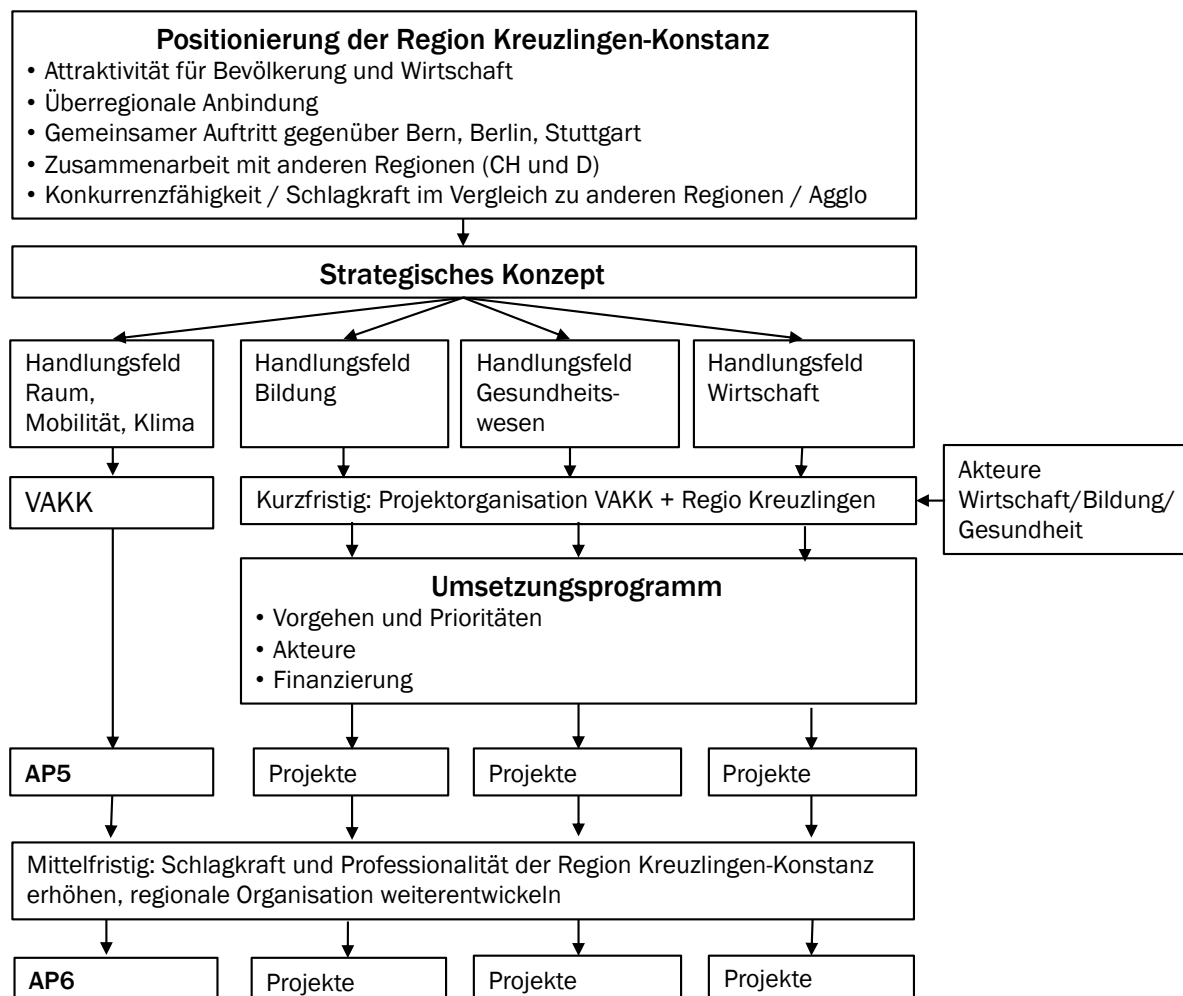 Positionierung der Region Kreuzlingen-Konstanz
• Attraktivität für Bevölkerung und Wirtschaft
• Überregionale Anbindung
• Gemeinsamer Auftritt gegenüber Bern, Berlin, Stuttgart
• Zusammenarbeit mit anderen Regionen (CH und D)
• Konkurrenzfähigkeit / Schlagkraft im Vergleich zu anderen Regionen / Agglo
Strategisches Konzept
Handlungsfeld
Raum,
Mobilität, Klima
Handlungsfeld
Bildung
Handlungsfeld
Gesundheits-
wesen
Handlungsfeld
Wirtschaft
VAKK
Kurzfristig: Projektorganisation VAKK + Regio Kreuzlingen
Akteure
Wirtschaft/Bildung/
Gesundheit
Umsetzungsprogramm
• Vorgehen und Prioritäten
• Akteure
• Finanzierung
AP5
Projekte
Projekte
Projekte
Mittelfristig: Schlagkraft und Professionalität der Region Kreuzlingen-Konstanz
erhöhen, regionale Organisation weiterentwickeln
AP6
Projekte
Projekte
Projekte